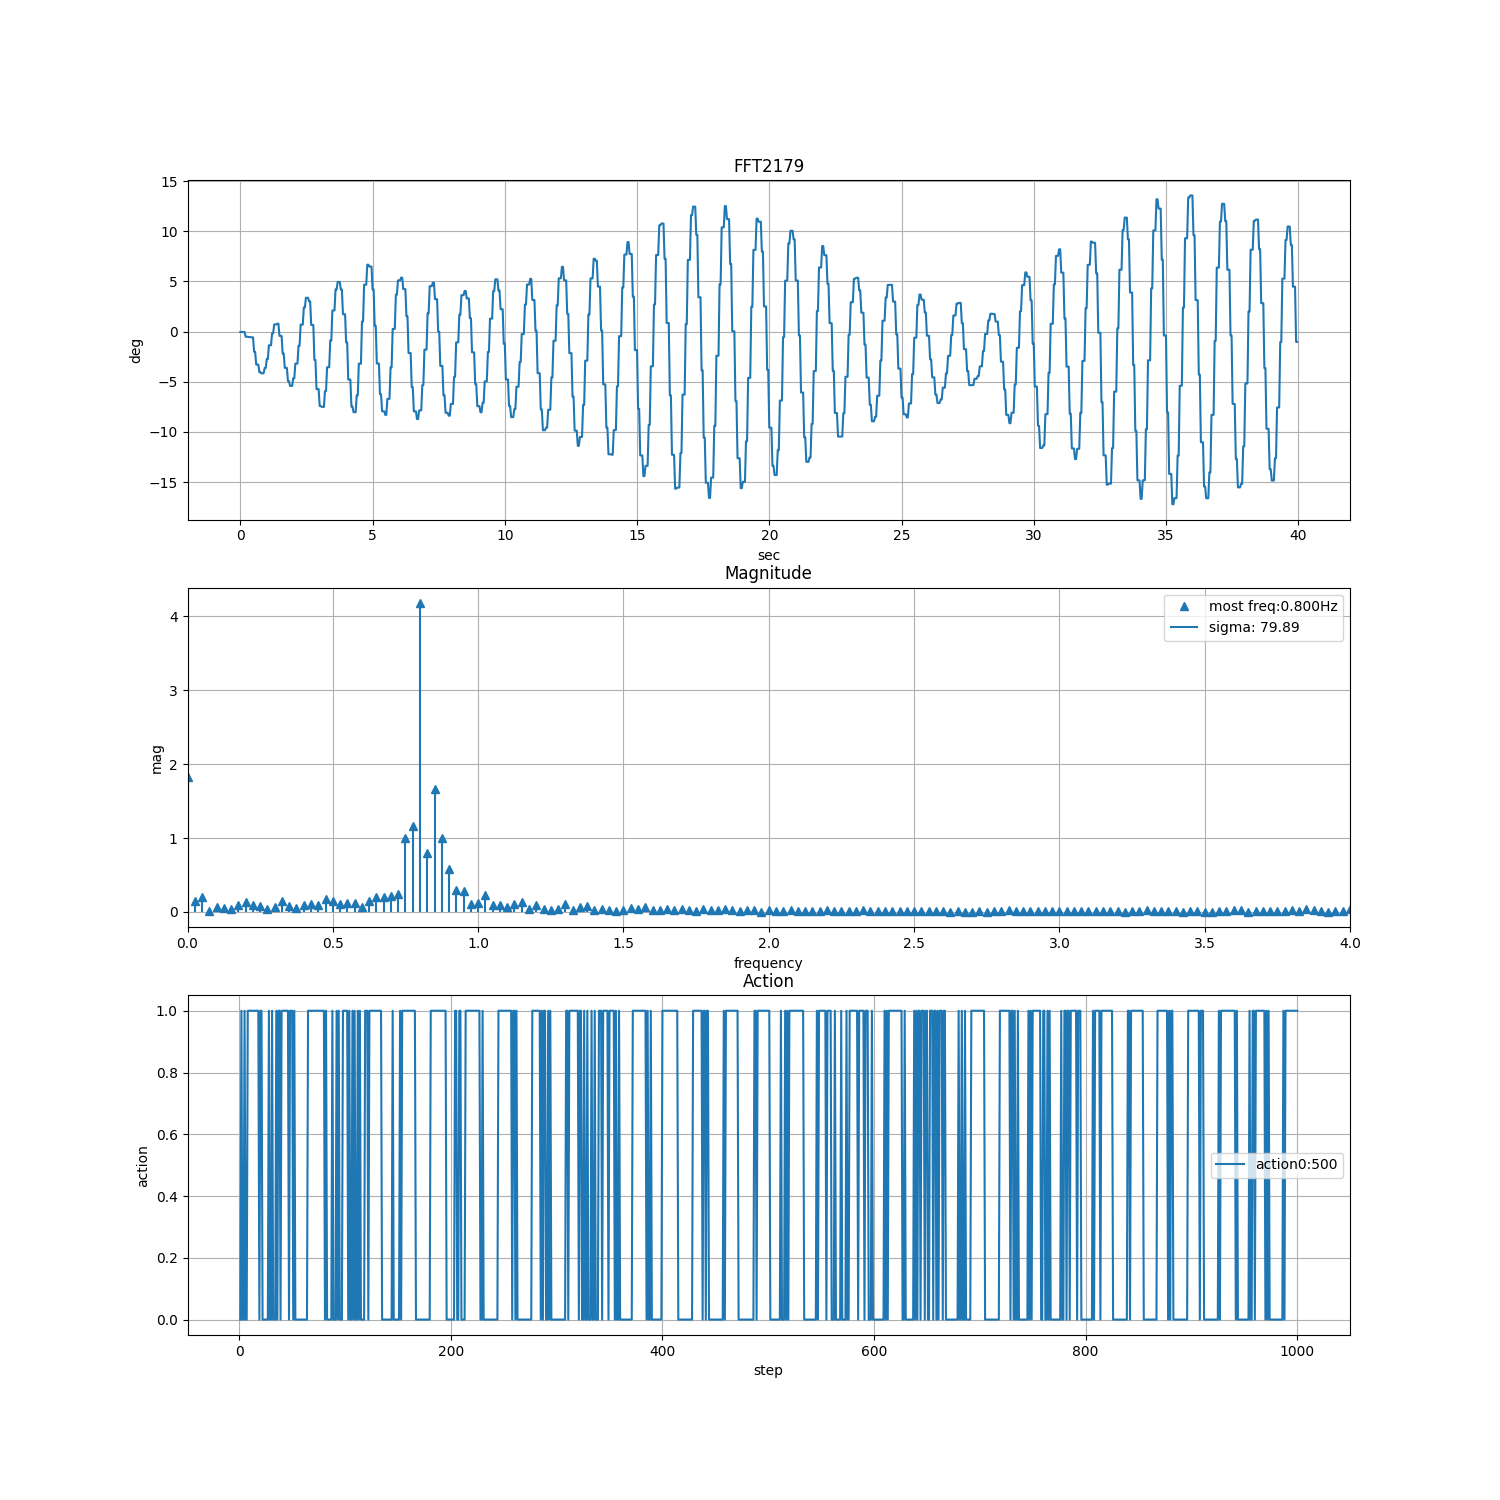 FFT2179
15
10
5
0
−5
−10
−15
deg
0 5 10 15 20 25 30 35 40
sec
Magnitude
4
3
2
1
0
mag
most freq:0.800Hz
sigma: 79.89
0.0 0.5 1.0 1.5 2.0 2.5 3.0 3.5 4.0
frequency
Action
1.0
0.8
0.6
0.4
0.2
0.0
action
action0:500
0 200 400 600 800 1000
step